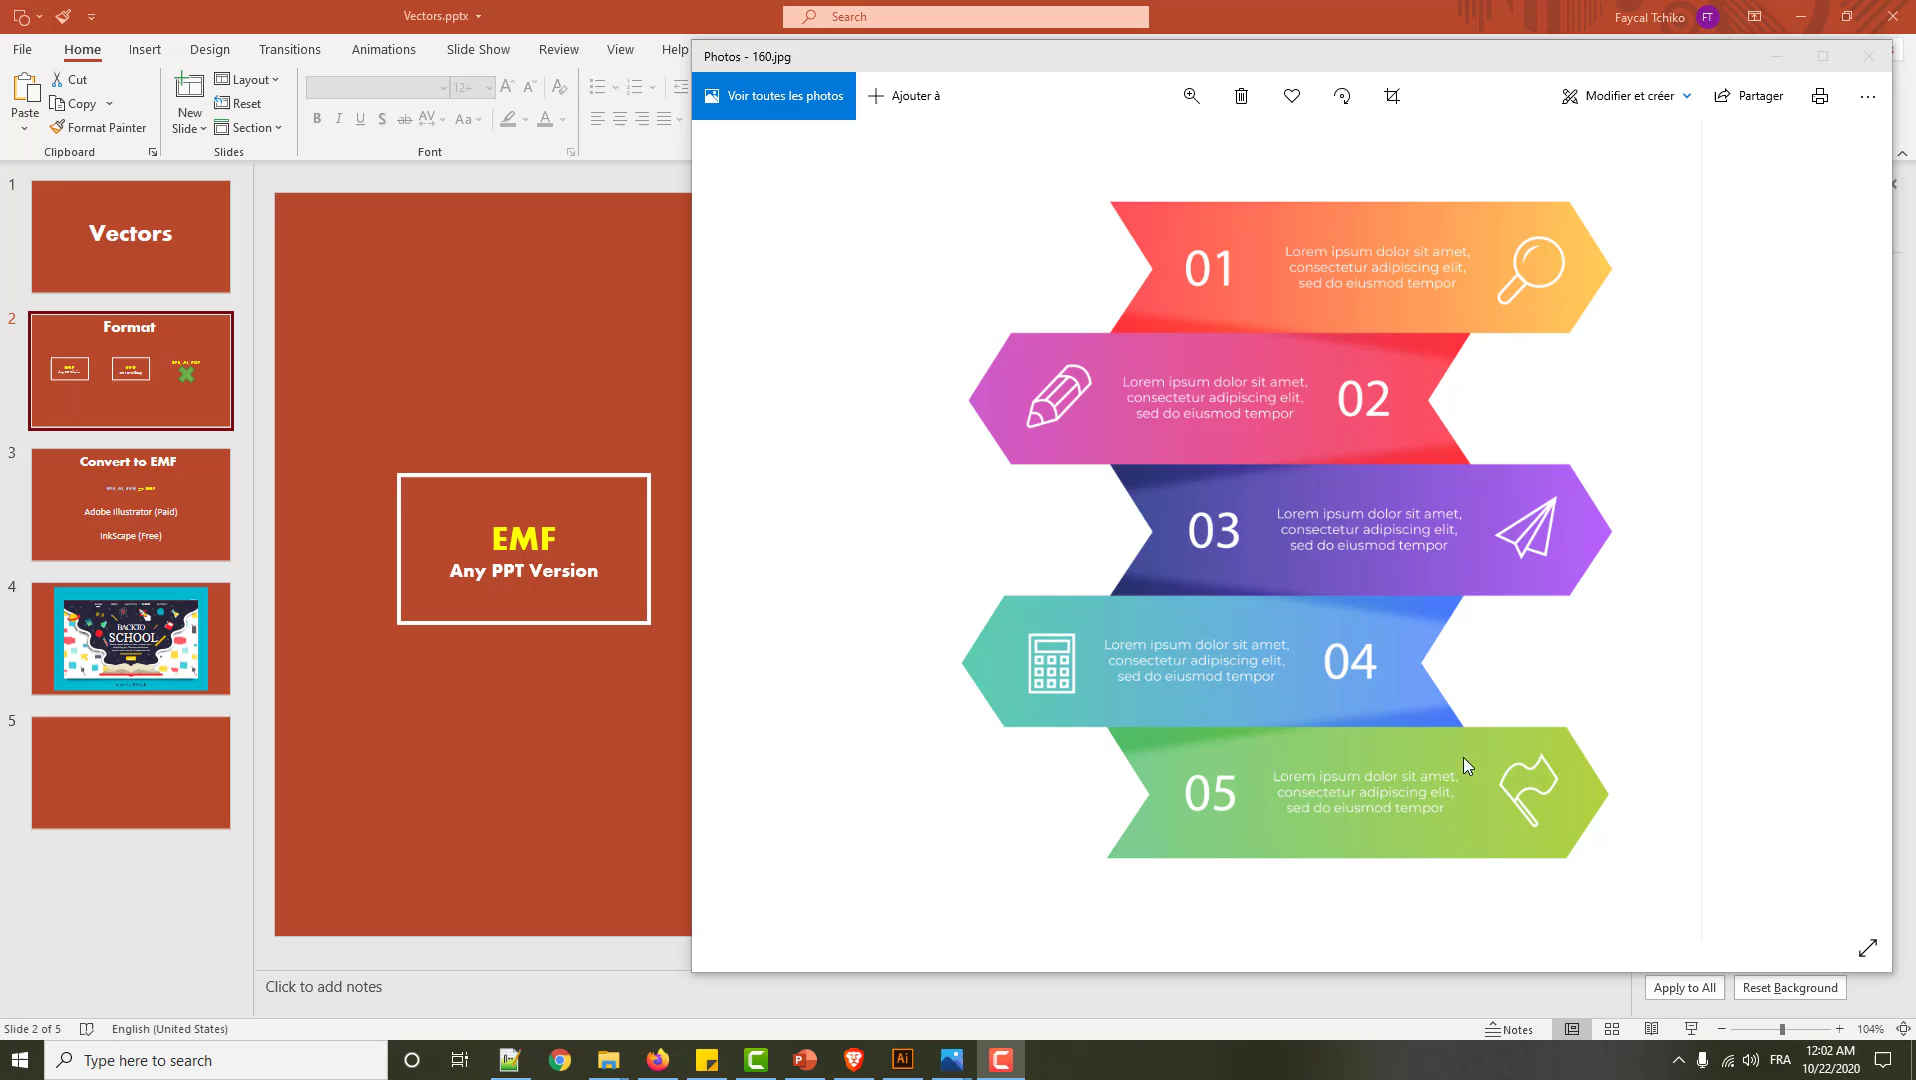 Vectors.pptx
Search
Faycal Tchiko
FT
File
Home
Insert
Design
Transitions
Animations
Slide Show
Review
View
Help
Paste
Cut
Copy
Format Painter
Clipboard
New
Slide
Layout
Reset
Section
Slides
12+
Font
Photos - 160.jpg
Voir toutes les photos
Ajouter à
Modifier et créer
Partager
1
Vectors
2
Format
3
Convert to EMF
Adobe Illustrator (Paid)
InkScape (Free)
4
BACK TO
SCHOOL
5
EMF
Any PPT Version
01
Lorem ipsum dolor sit amet,
consectetur adipiscing elit,
sed do eiusmod tempor
Lorem ipsum dolor sit amet,
consectetur adipiscing elit,
sed do eiusmod tempor
02
03
Lorem ipsum dolor sit amet,
consectetur adipiscing elit,
sed do eiusmod tempor
Lorem ipsum dolor sit amet,
consectetur adipiscing elit,
sed do eiusmod tempor
04
05
Lorem ipsum dolor sit amet,
consectetur adipiscing elit,
sed do eiusmod tempor
Click to add notes
Apply to All
Reset Background
Slide 2 of 5
English (United States)
Notes
104%
Type here to search
FRA
12:02 AM
10/22/2020